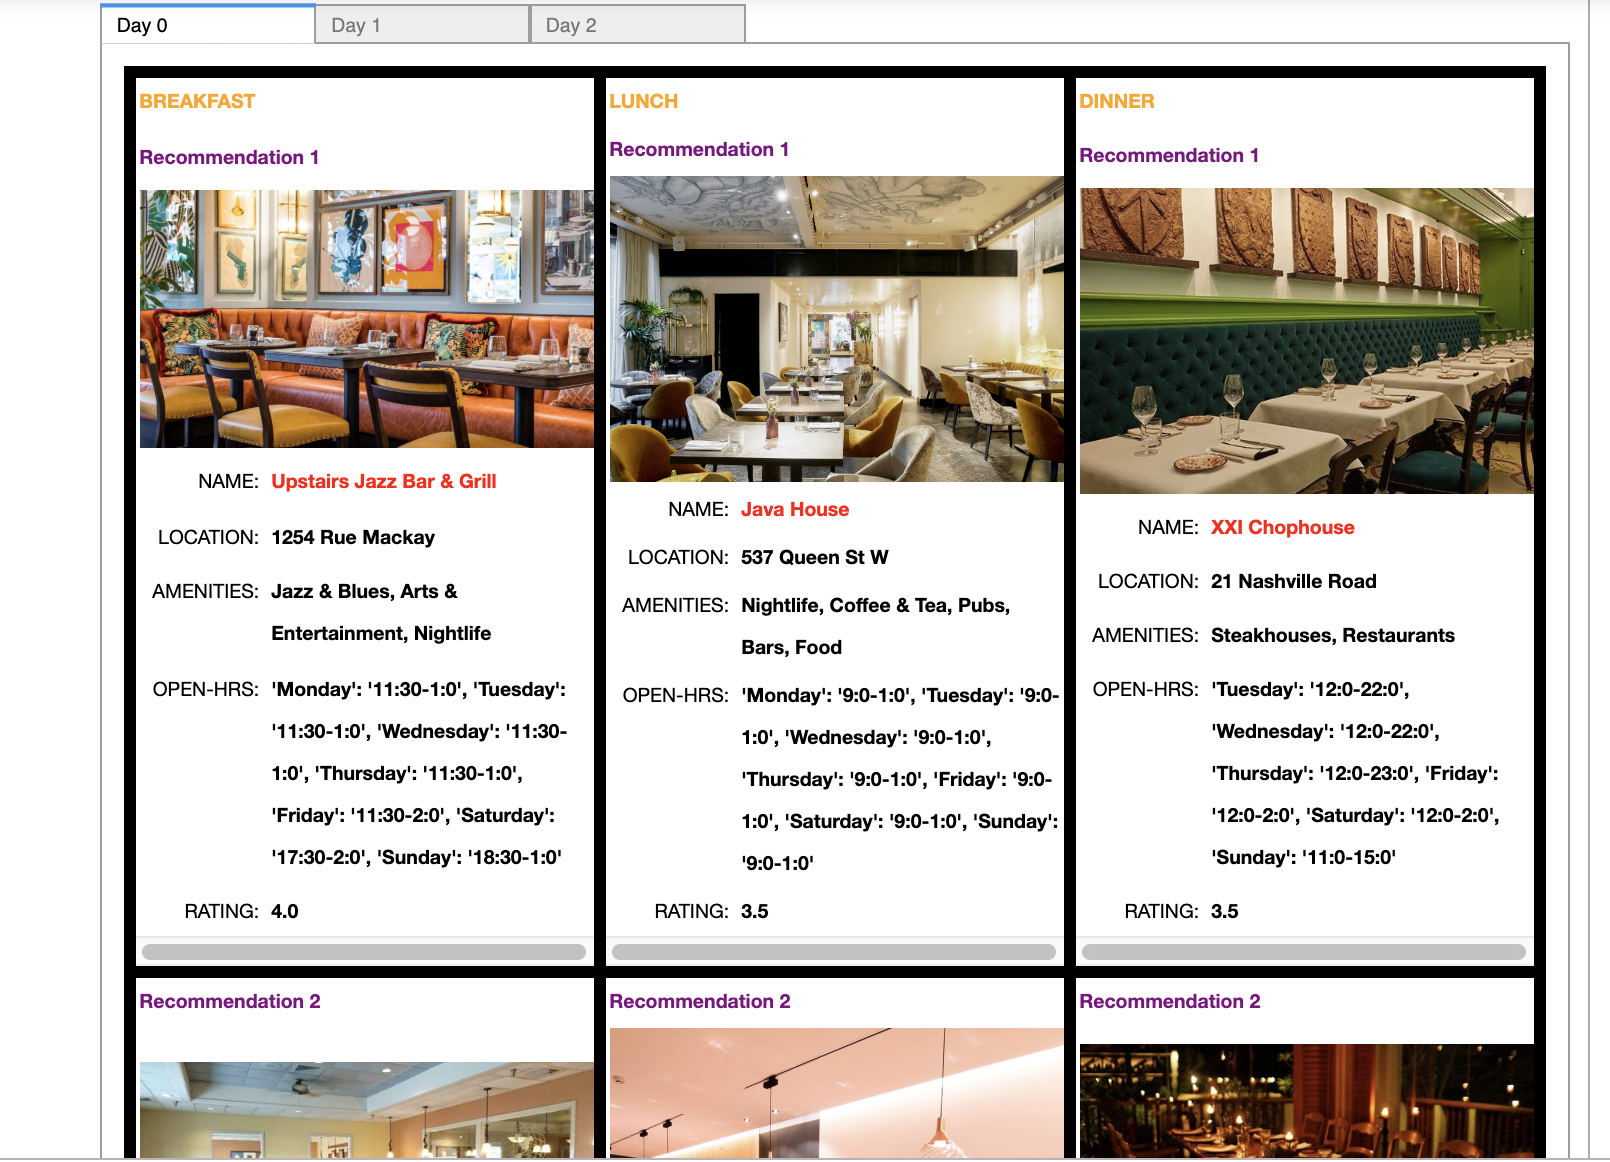 Day 0
Day 1
Day 2
BREAKFAST
Recommendation 1
NAME: Upstairs Jazz Bar & Grill
LOCATION: 1254 Rue Mackay
AMENITIES: Jazz & Blues, Arts &
Entertainment, Nightlife
OPEN-HRS: 'Monday': '11:30-1:0', 'Tuesday':
'11:30-1:0', 'Wednesday': '11:30-
1:0', 'Thursday': '11:30-1:0',
'Friday': '11:30-2:0', 'Saturday':
'17:30-2:0', 'Sunday': '18:30-1:0'
RATING: 4.0
Recommendation 2
LUNCH
Recommendation 1
NAME: Java House
LOCATION: 537 Queen St W
AMENITIES: Nightlife, Coffee & Tea, Pubs,
Bars, Food
OPEN-HRS: 'Monday': '9:0-1:0', 'Tuesday': '9:0-
1:0', 'Wednesday': '9:0-1:0',
'Thursday': '9:0-1:0', 'Friday': '9:0-
1:0', 'Saturday': '9:0-1:0', 'Sunday':
'9:0-1:0'
RATING: 3.5
Recommendation 2
DINNER
Recommendation 1
NAME: XXI Chophouse
LOCATION: 21 Nashville Road
AMENITIES: Steakhouses, Restaurants
OPEN-HRS: 'Tuesday': '12:0-22:0',
'Wednesday': '12:0-22:0',
'Thursday': '12:0-23:0', 'Friday':
'12:0-2:0', 'Saturday': '12:0-2:0',
'Sunday': '11:0-15:0'
RATING: 3.5
Recommendation 2